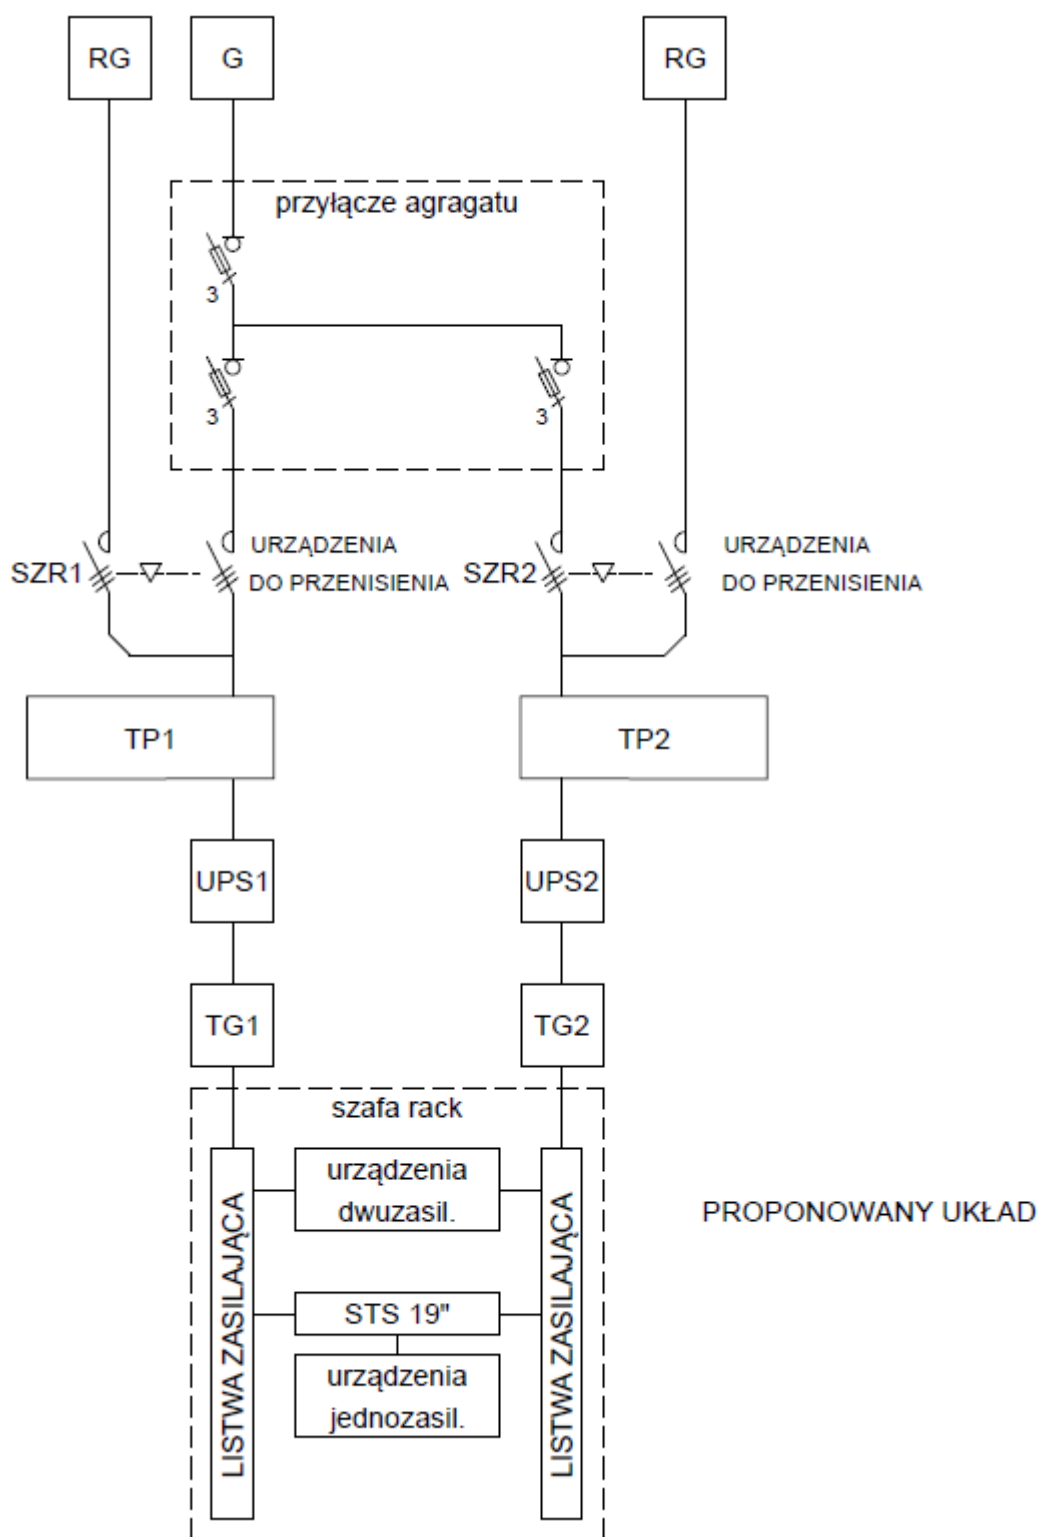 RG
G
RG
przyłącze agragatu
3
3
3
SZR1
URZĄDZENIA
DO PRZENISIENIA
SZR2
URZĄDZENIA
DO PRZENISIENIA
TP1
TP2
UPS1
UPS2
TG1
TG2
szafa rack
LISTWA ZASILAJĄCA
urządzenia
dwuzasil.
STS 19"
urządzenia
jednozasil.
LISTWA ZASILAJĄCA
PROPONOWANY UKŁAD